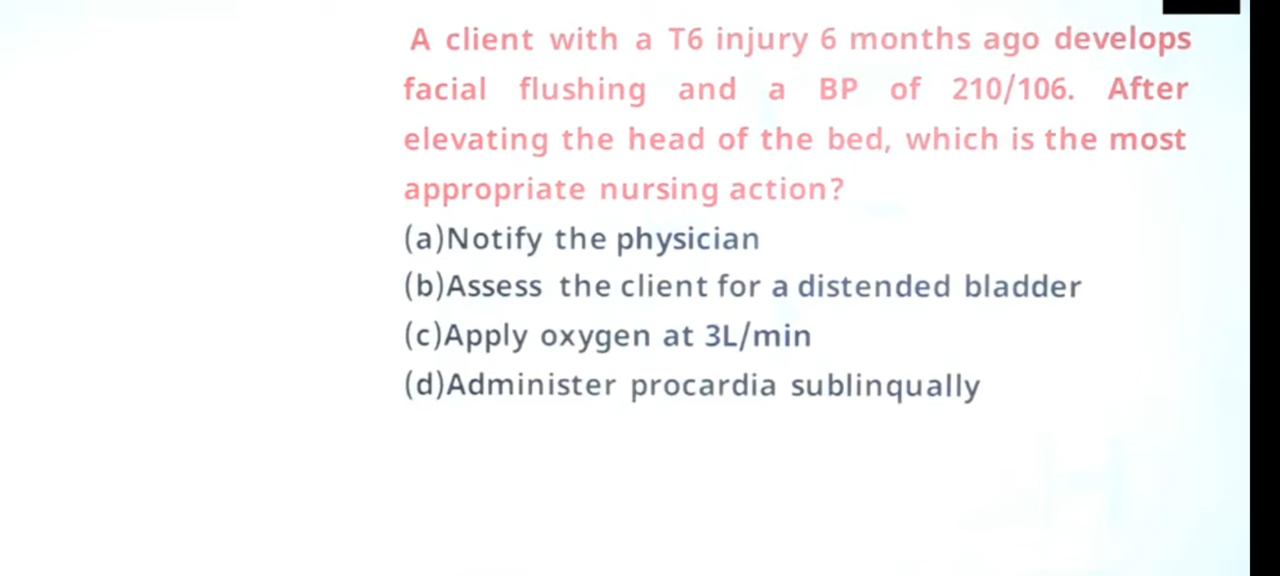 A client with a T6 injury 6 months ago develops
facial flushing and a BP of 210/106. After
elevating the head of the bed, which is the most
appropriate nursing action?
(a)Notify the physician
(b)Assess the client for a distended bladder
(c)Apply oxygen at 3L/min
(d)Administer procardia sublinqually